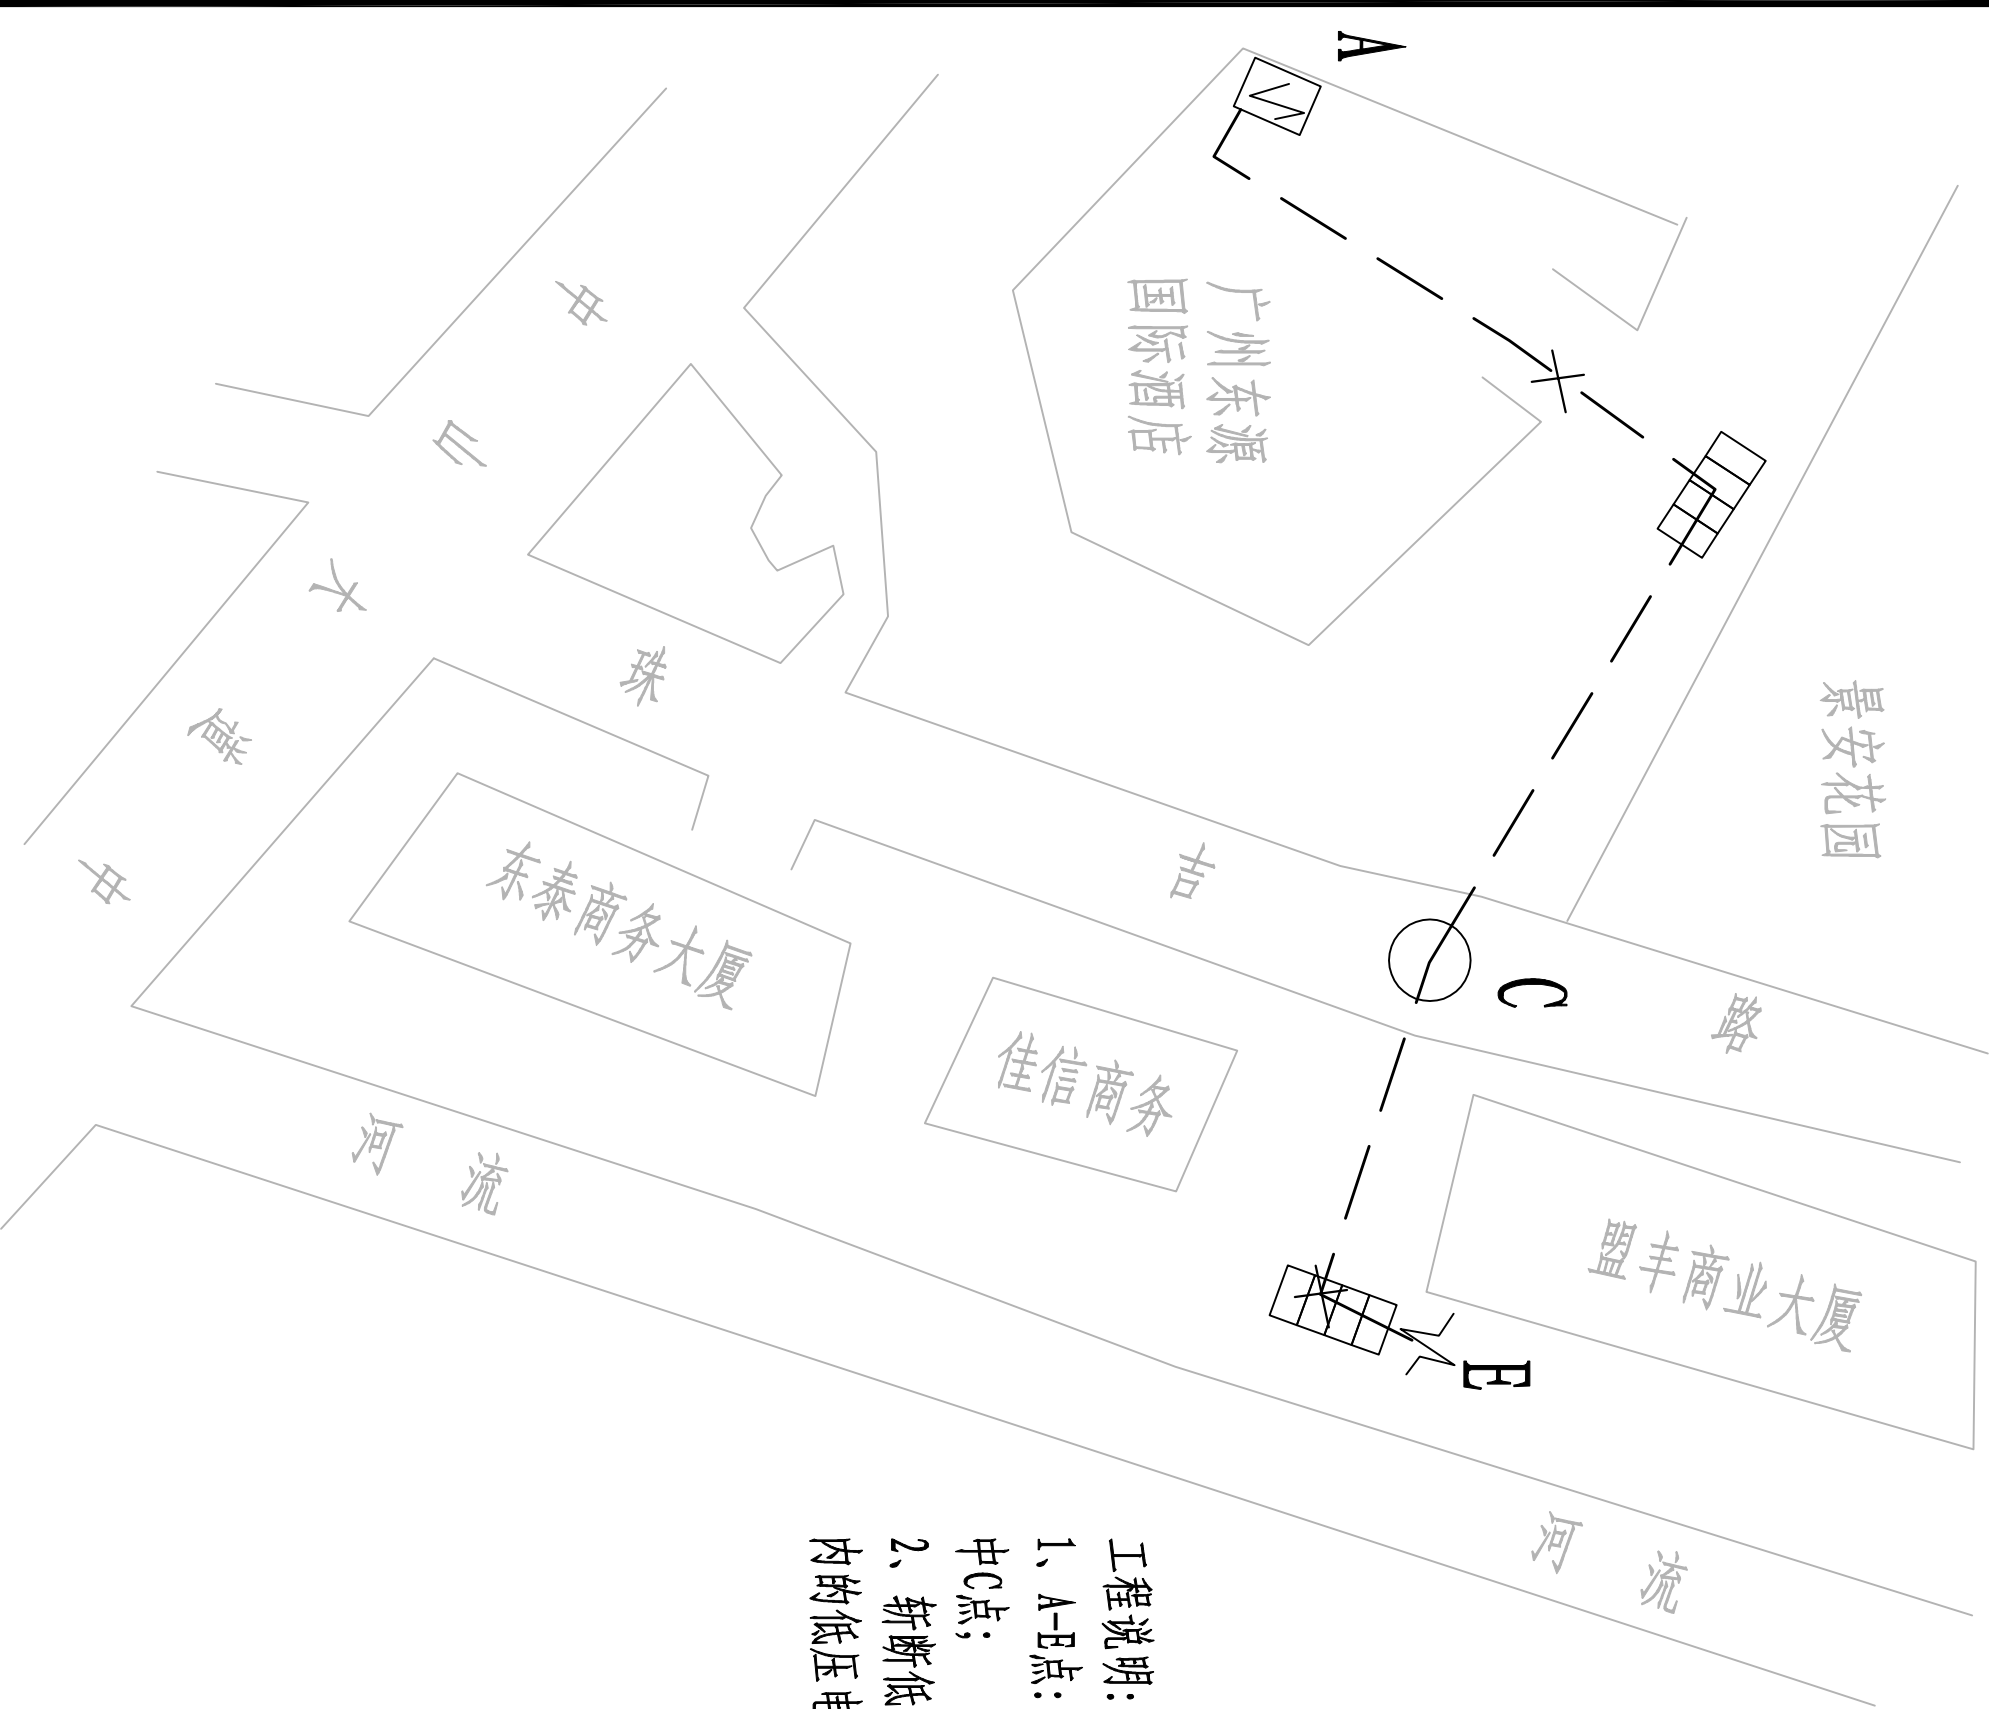 A
广州东源
国际酒店
景安花园
中 山 大 道 中
珠 吉 路
C
东泰商务大厦
佳信商务
盟丰商业大厦
E
河 流
河 流
工程说明:
1、A-E点:
中C点;
2、斩断低
内的低压